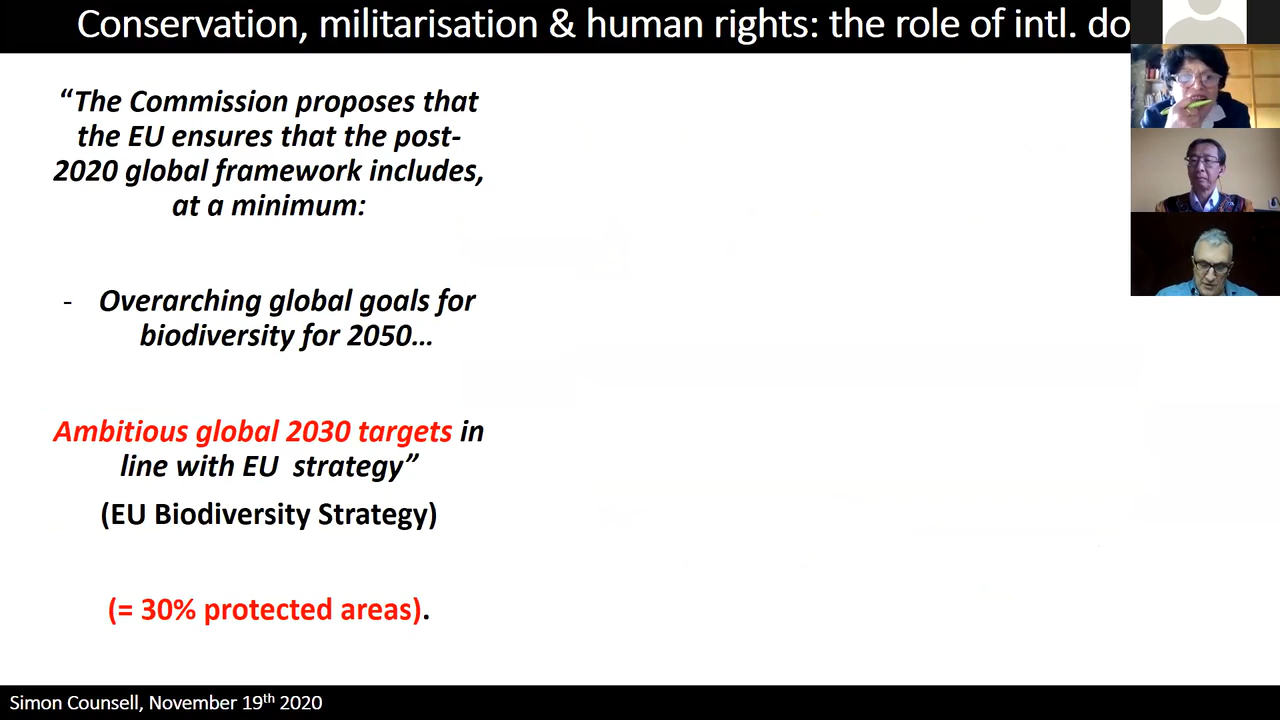 Conservation, militarisation & human rights: the role of intl. do
“The Commission proposes that
the EU ensures that the post-
2020 global framework includes,
at a minimum:
- Overarching global goals for
biodiversity for 2050…
Ambitious global 2030 targets in
line with EU strategy”
(EU Biodiversity Strategy)
(= 30% protected areas).
Simon Counsell, November 19th 2020